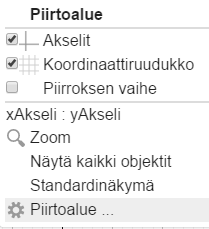 Piirtoalue
Akselit
Koordinaattiruudukko
Piirroksen vaihe
xAkseli : yAkseli
Zoom
Näytä kaikki objektit
Standardinäkymä
Piirtoalue ...